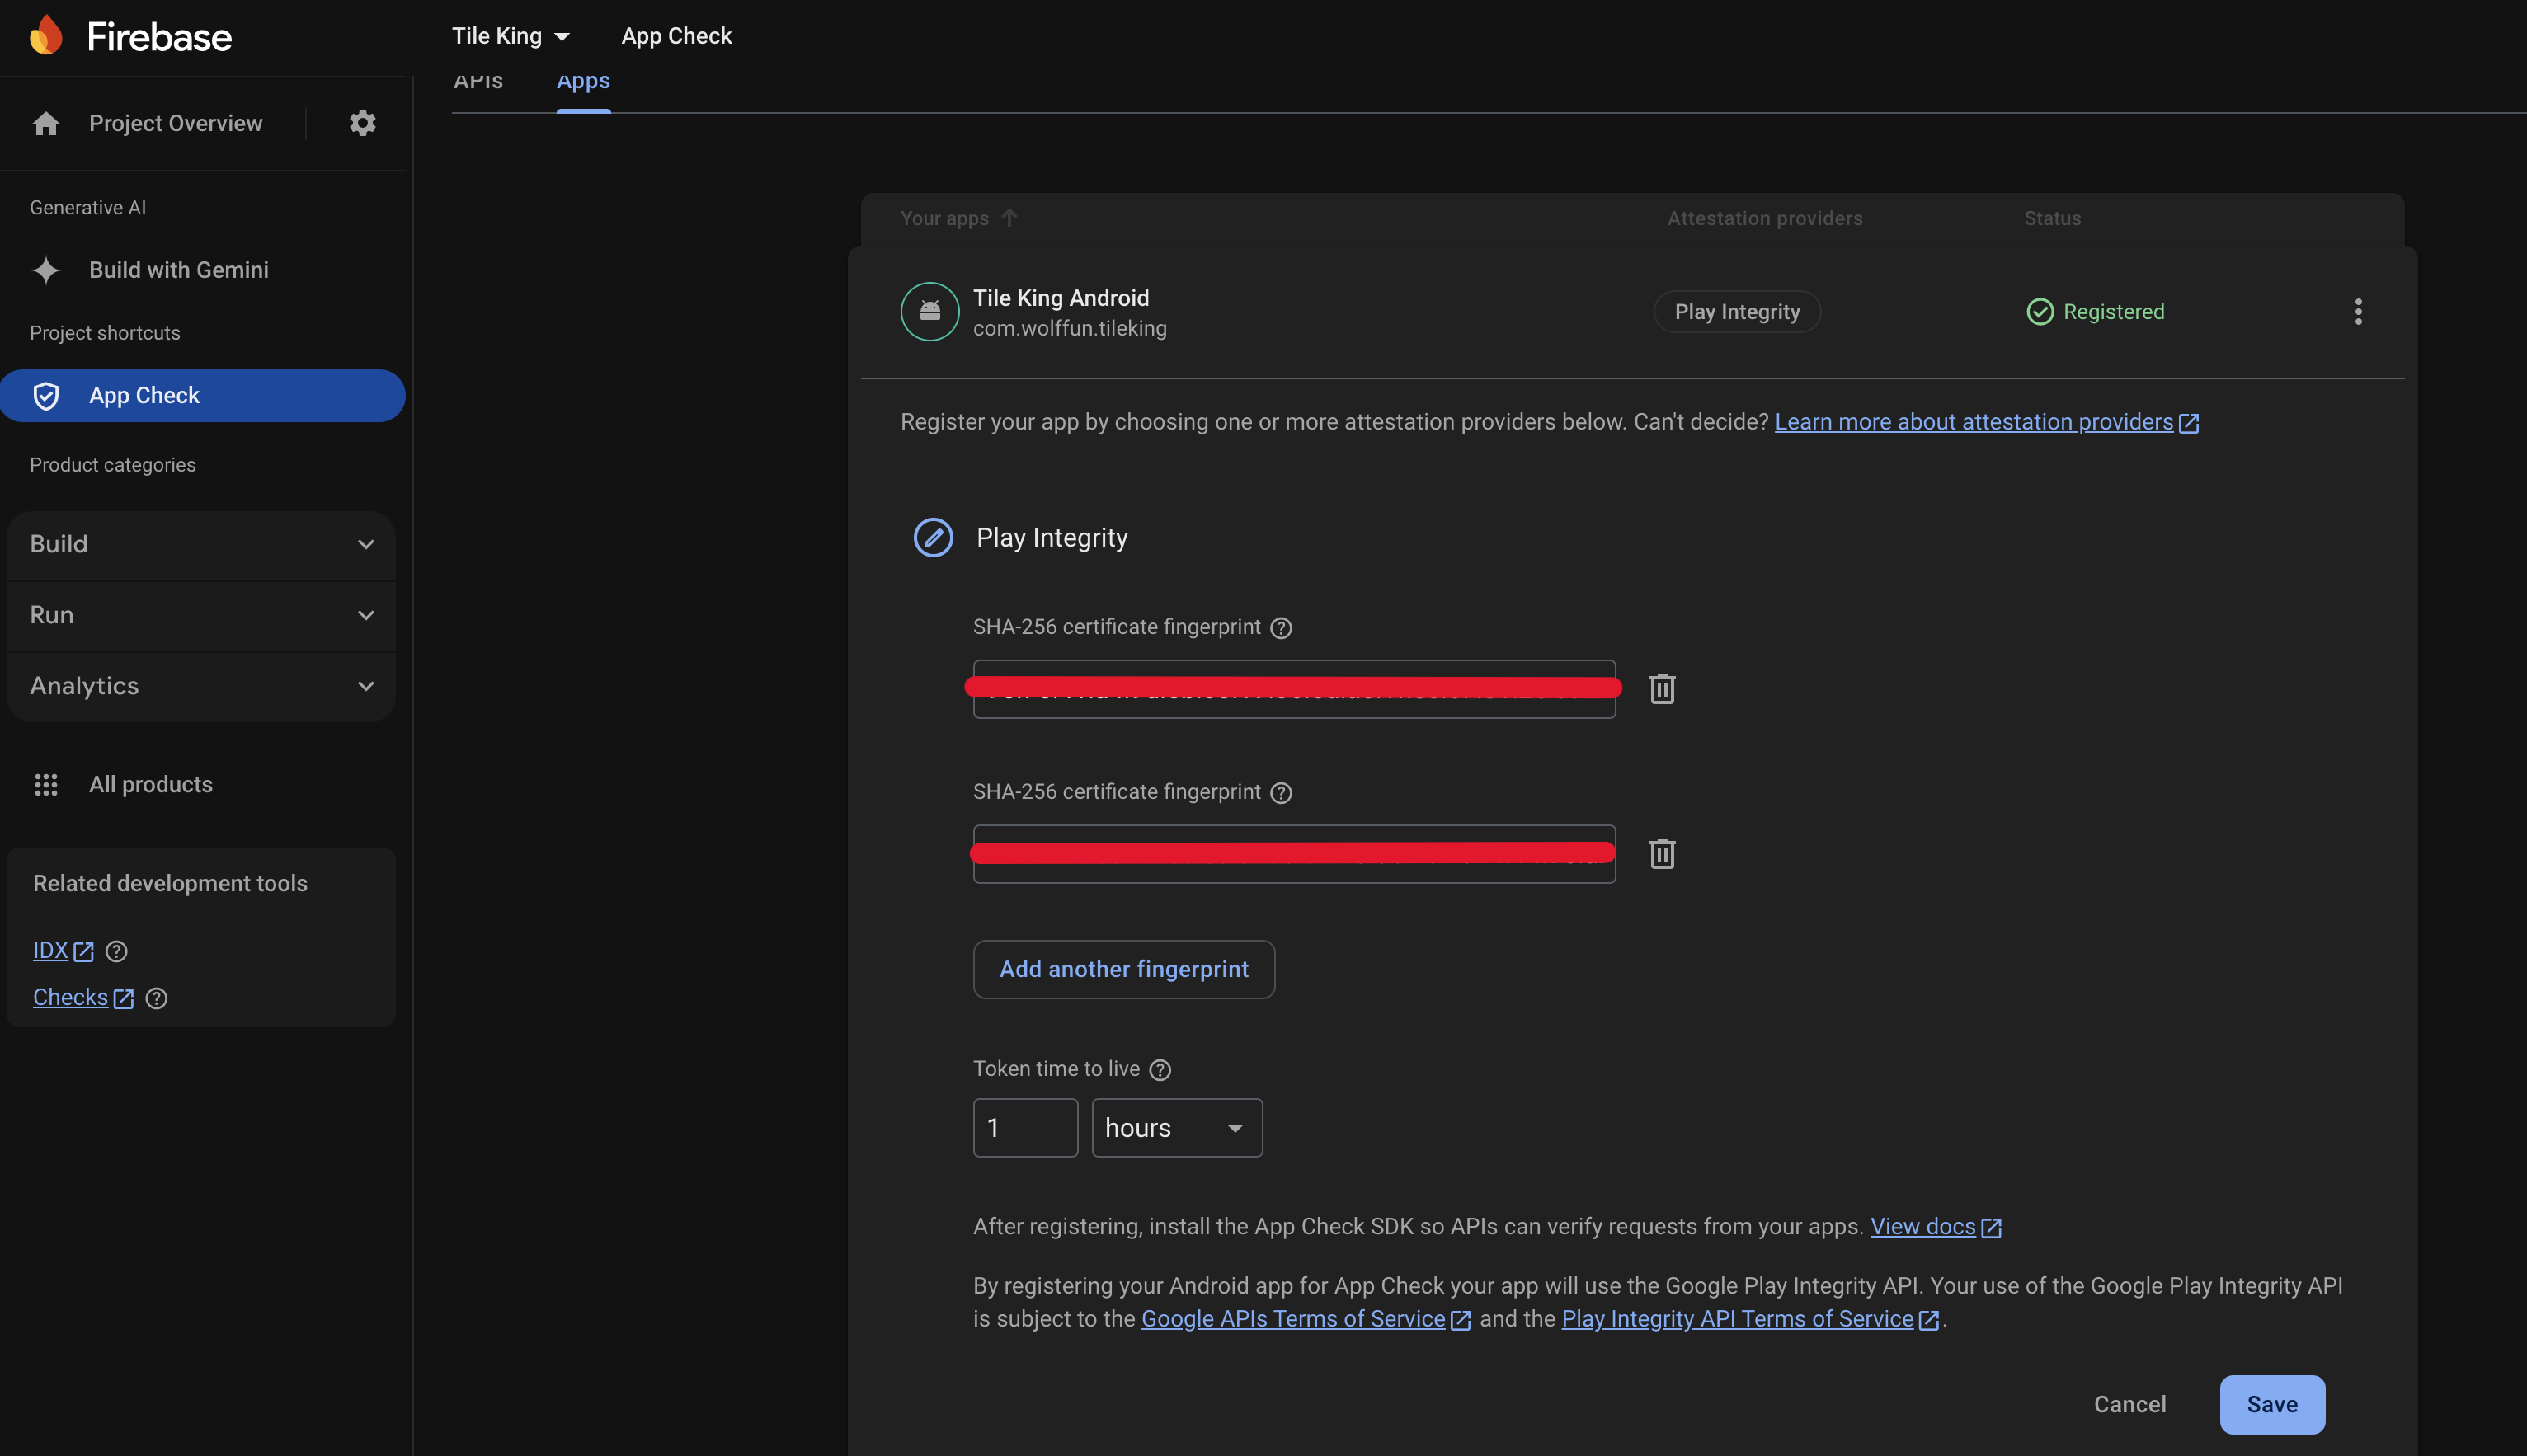 Firebase
Tile King
App Check
APIs
Apps
Project Overview
Generative AI
Build with Gemini
Project shortcuts
App Check
Product categories
Build
Run
Analytics
All products
Related development tools
IDX
Checks
Your apps
Attestation providers
Status
Tile King Android
com.wolffun.tileking
Play Integrity
Registered
Register your app by choosing one or more attestation providers below. Can't decide? Learn more about attestation providers
Play Integrity
SHA-256 certificate fingerprint
SHA-256 certificate fingerprint
Add another fingerprint
Token time to live
1
hours
After registering, install the App Check SDK so APIs can verify requests from your apps. View docs
By registering your Android app for App Check your app will use the Google Play Integrity API. Your use of the Google Play Integrity API
is subject to the Google APIs Terms of Service and the Play Integrity API Terms of Service.
Cancel
Save